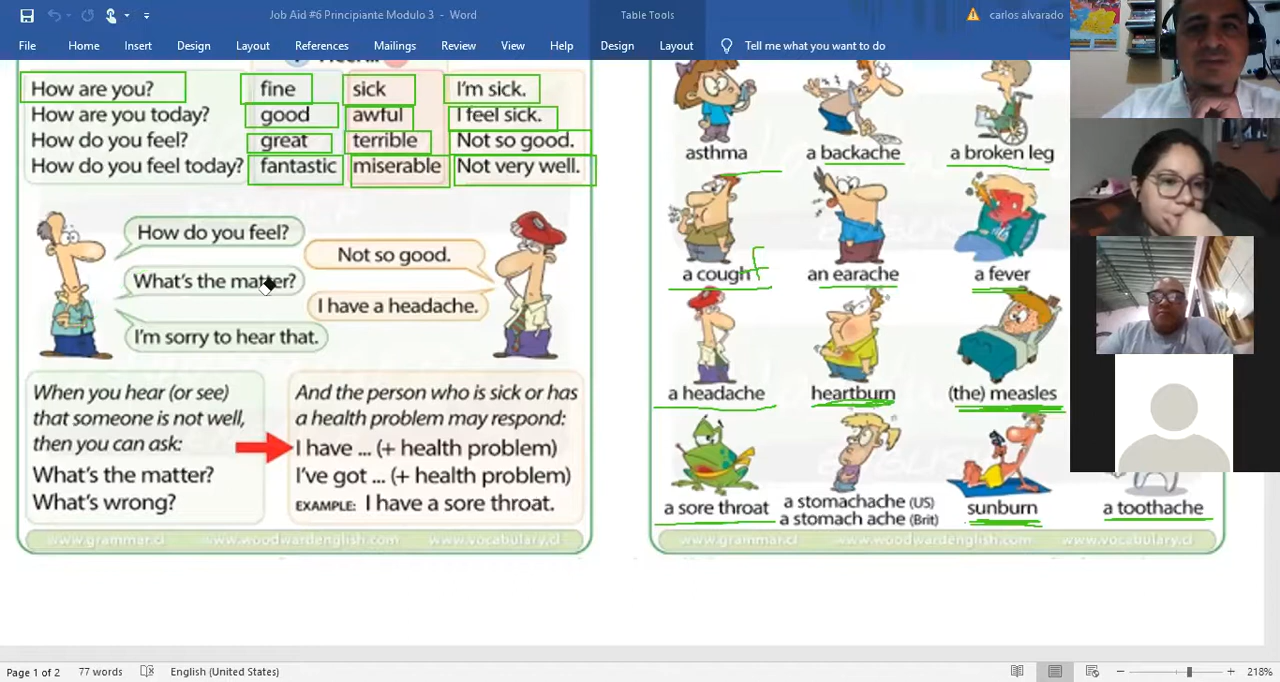 Job Aid #6 Principiante Modulo 3 - Word
Table Tools
carlos alvarado
File Home Insert Design Layout References Mailings Review View Help Design Layout Tell me what you want to do
How are you? fine sick I'm sick.
How are you today? good awful I feel sick.
How do you feel? great terrible Not so good.
How do you feel today? fantastic miserable Not very well.
How do you feel?
Not so good.
What's the matter?
I have a headache.
I'm sorry to hear that.
When you hear (or see)
that someone is not well,
then you can ask:
What's the matter?
What's wrong?
And the person who is sick or has
a health problem may respond:
I have ... (+ health problem)
I've got ... (+ health problem)
EXAMPLE: I have a sore throat.
www.grammar.cl www.woodwardenglish.com www.vocabulary.cl
asthma a backache a broken leg
a cough an earache a fever
a headache heartburn (the) measles
a sore throat a stomachache (US) sunburn a toothache
a stomach ache (Brit)
www.grammar.cl www.woodwardenglish.com www.vocabulary.cl
Page 1 of 2 77 words English (United States) 218%